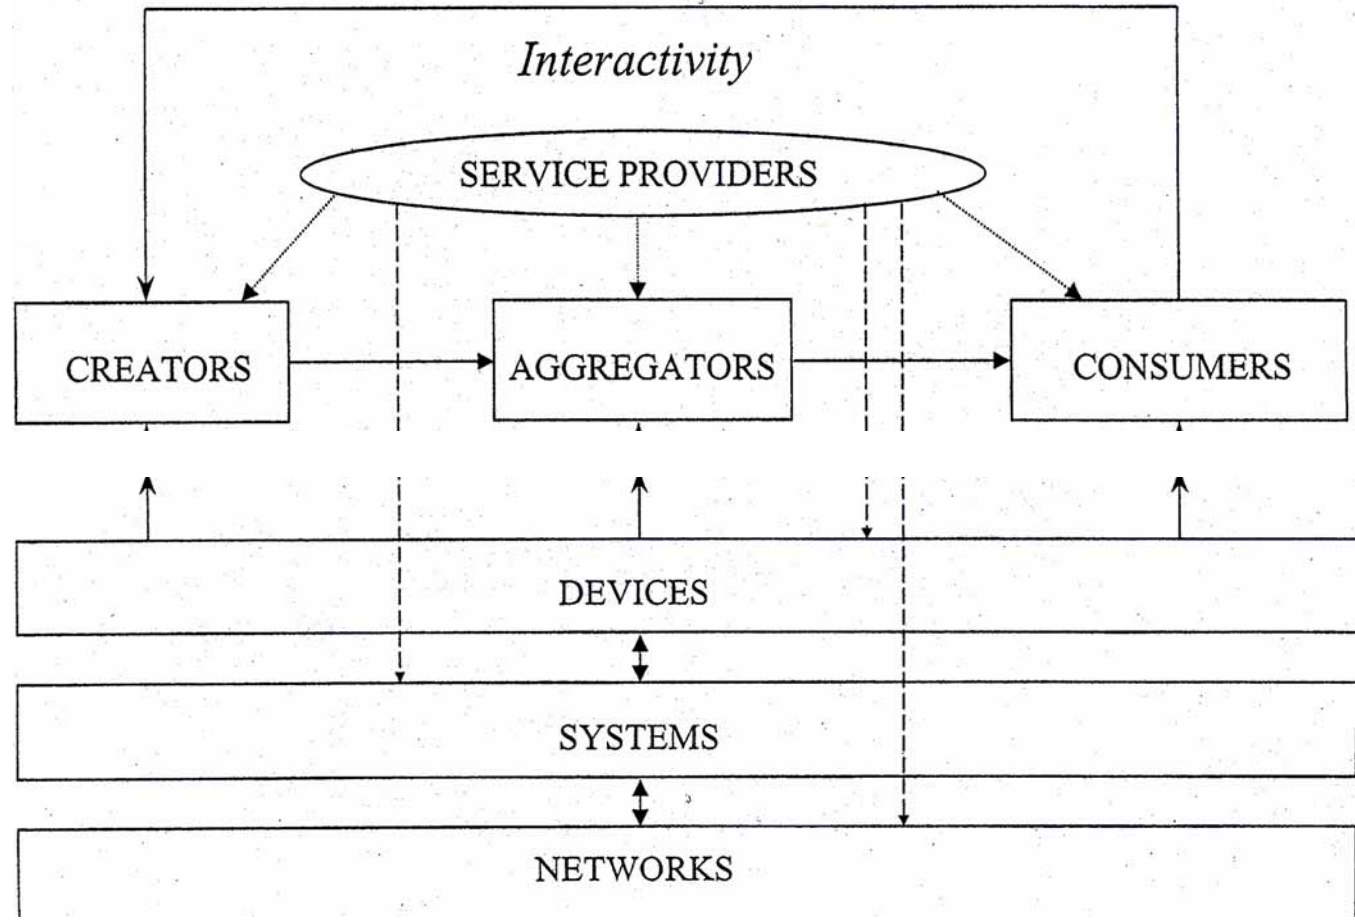 Interactivity
SERVICE PROVIDERS
CREATORS
AGGREGATORS
CONSUMERS
DEVICES
SYSTEMS
NETWORKS